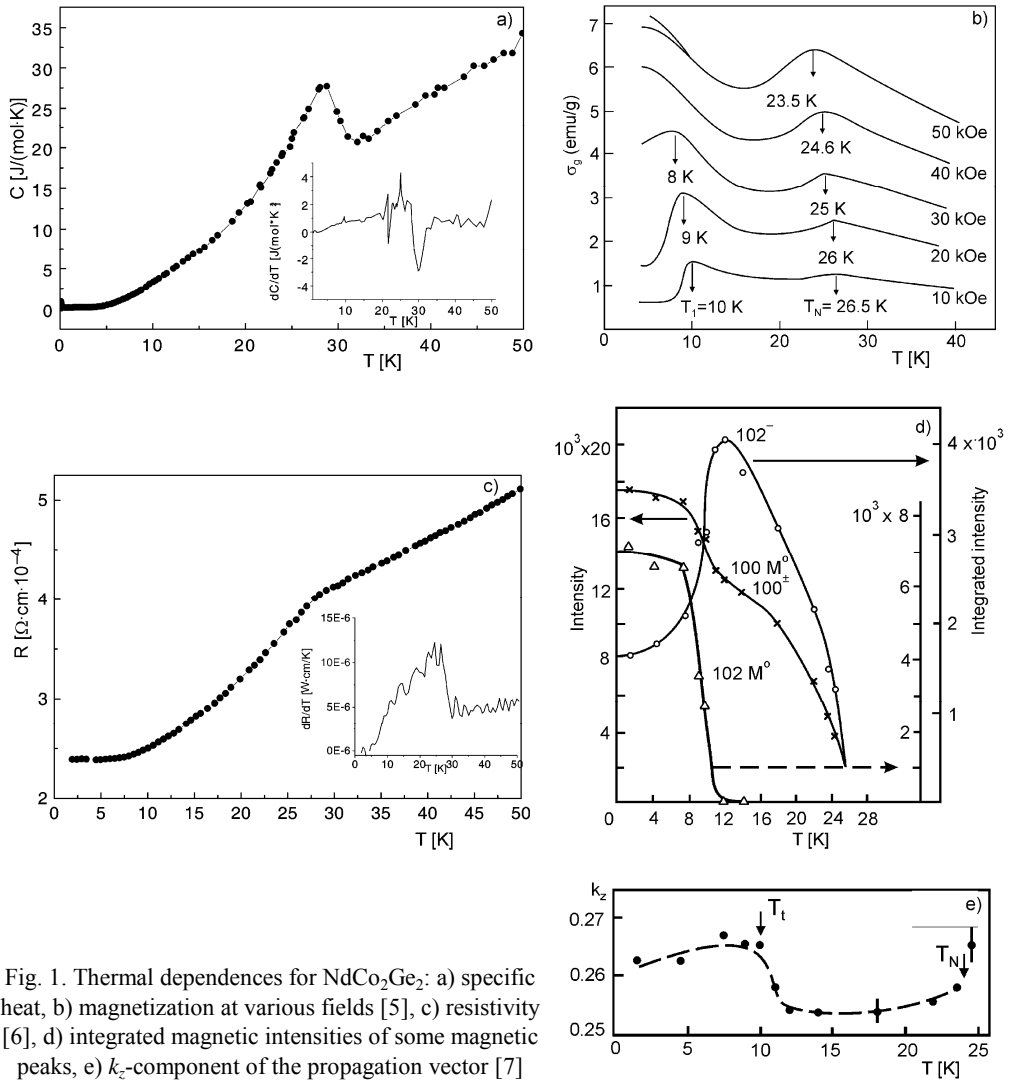 a)
C [J/(mol·K)]
35
30
25
20
15
10
5
0
0 10 20 30 40 50
T [K]
dC/dT [J(mol*K
4
2
0
-2
-4
10 20 30 40 50
T [K]
b)
σg (emu/g)
7
6
5
4
3
2
1
0
0 10 20 30 40
T [K]
23.5 K
50 kOe
24.6 K
40 kOe
8 K
25 K
30 kOe
9 K
26 K
20 kOe
T1=10 K
TN= 26.5 K
10 kOe
c)
R [Ω·cm·10⁻⁴]
5
4
3
2
0 5 10 15 20 25 30 35 40 45 50
T [K]
dR/dT [W·cm/K]
15E-6
10E-6
5E-6
0E-6
0 10 20 30 40 50
T [K]
d)
Intensity
10³x20
16
12
8
4
0 4 8 12 16 20 24 28
T [K]
102⁻
100 Mº
100±
102 Mº
10³ x 8
6
4
2
4 x·10³
3
2
1
Integrated intensity
e)
kz
0.27
0.26
0.25
0 5 10 15 20 25
T [K]
Tt
TN
Fig. 1. Thermal dependences for NdCo₂Ge₂: a) specific
heat, b) magnetization at various fields [5], c) resistivity
[6], d) integrated magnetic intensities of some magnetic
peaks, e) kz-component of the propagation vector [7]